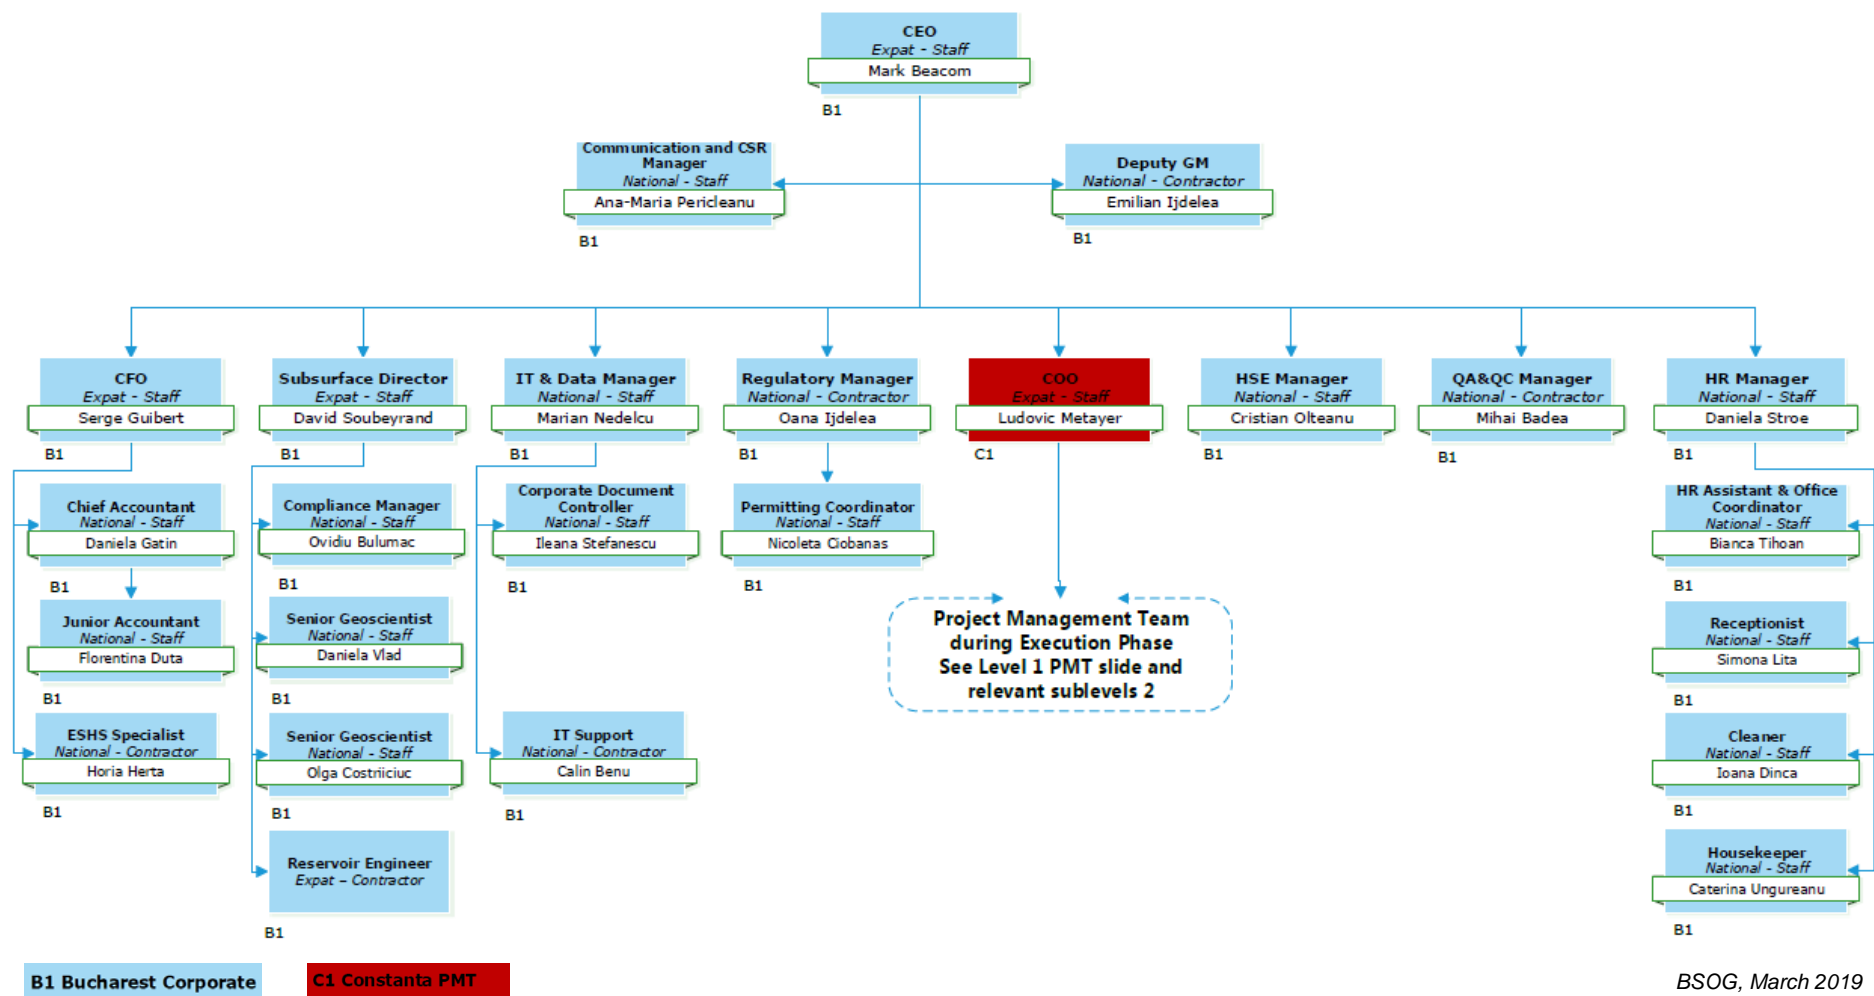 CEO
Expat - Staff
Mark Beacom
B1
Communication and CSR
Manager
National - Staff
Ana-Maria Pericleanu
B1
Deputy GM
National - Contractor
Emilian Ijdelea
B1
CFO
Expat - Staff
Serge Guibert
B1
Subsurface Director
Expat - Staff
David Soubeyrand
B1
IT & Data Manager
National - Staff
Marian Nedelcu
B1
Regulatory Manager
National - Contractor
Oana Ijdelea
B1
COO
Expat - Staff
Ludovic Metayer
C1
HSE Manager
National - Staff
Cristian Olteanu
B1
QA&QC Manager
National - Contractor
Mihai Badea
B1
HR Manager
National - Staff
Daniela Stroe
B1
Chief Accountant
National - Staff
Daniela Gatin
B1
Compliance Manager
National - Staff
Ovidiu Bulumac
B1
Corporate Document
Controller
National - Staff
Ileana Stefanescu
B1
Permitting Coordinator
National - Staff
Nicoleta Ciobanas
B1
HR Assistant & Office
Coordinator
National - Staff
Bianca Tihoan
B1
Junior Accountant
National - Staff
Florentina Duta
B1
Senior Geoscientist
National - Staff
Daniela Vlad
B1
Project Management Team
during Execution Phase
See Level 1 PMT slide and
relevant sublevels 2
Receptionist
National - Staff
Simona Lita
B1
ESHS Specialist
National - Contractor
Horia Herta
B1
Senior Geoscientist
National - Staff
Olga Costriiciuc
B1
IT Support
National - Contractor
Calin Benu
B1
Cleaner
National - Staff
Ioana Dinca
B1
Reservoir Engineer
Expat – Contractor
B1
Housekeeper
National - Staff
Caterina Ungureanu
B1
B1 Bucharest Corporate
C1 Constanta PMT
BSOG, March 2019